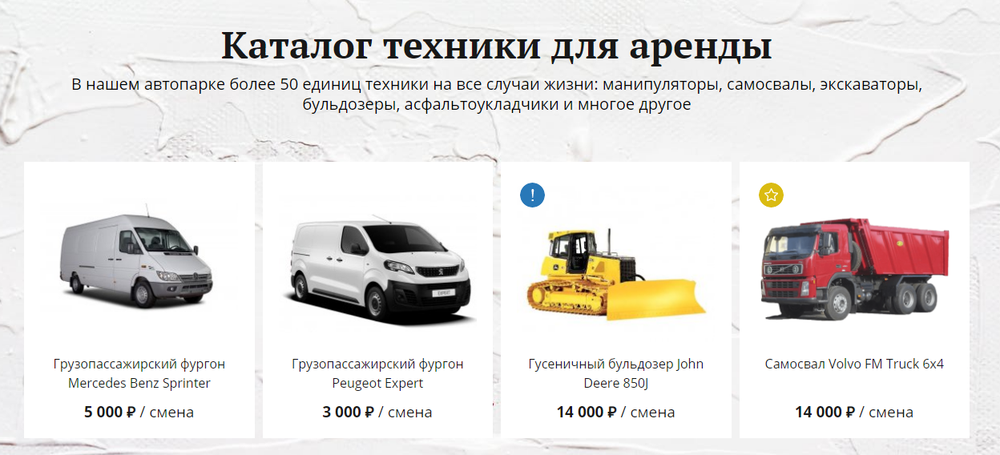 Каталог техники для аренды
В нашем автопарке более 50 единиц техники на все случаи жизни: манипуляторы, самосвалы, экскаваторы,
бульдозеры, асфальтоукладчики и многое другое
!
EXPERT
Грузопассажирский фургон
Mercedes Benz Sprinter
5 000 ₽ / смена
Грузопассажирский фургон
Peugeot Expert
3 000 ₽ / смена
Гусеничный бульдозер John
Deere 850J
14 000 ₽ / смена
Самосвал Volvo FM Truck 6x4
14 000 ₽ / смена